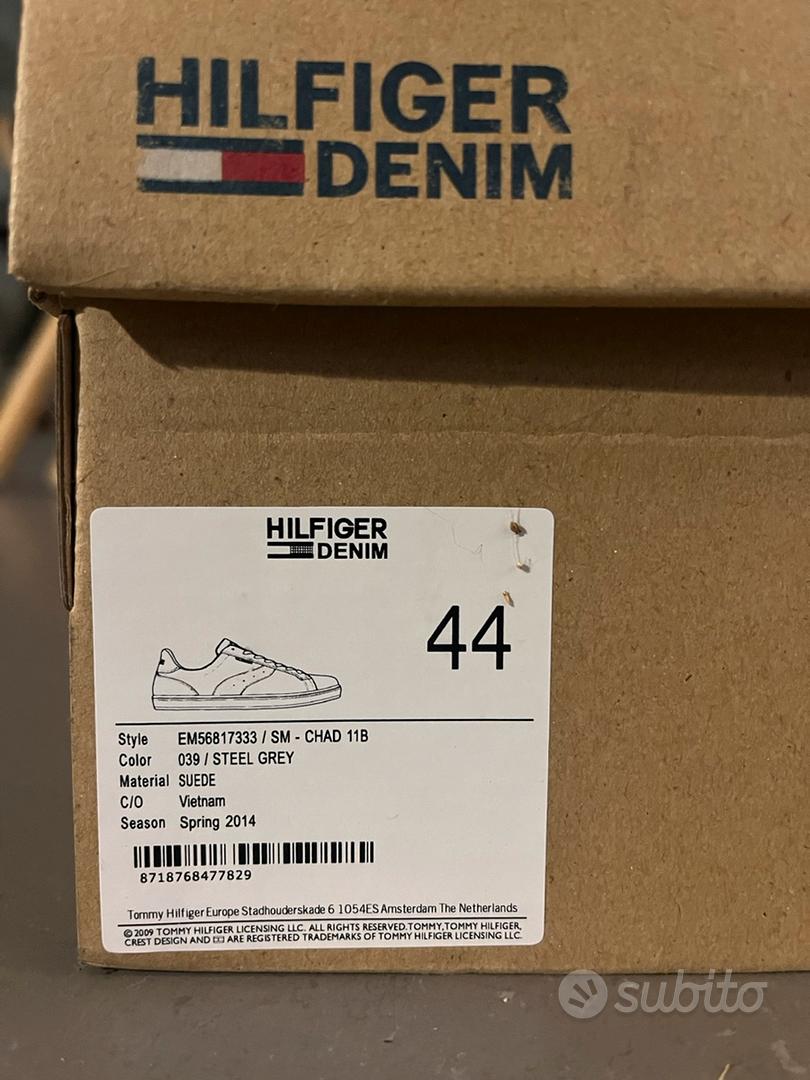 HILFIGER
DENIM
HILFIGER
DENIM
44
Style EM56817333 / SM - CHAD 11B
Color 039 / STEEL GREY
Material SUEDE
C/O Vietnam
Season Spring 2014
8718768477829
Tommy Hilfiger Europe Stadhouderskade 6 1054ES Amsterdam The Netherlands
© 2009 TOMMY HILFIGER LICENSING LLC. ALL RIGHTS RESERVED.TOMMY,TOMMY HILFIGER,
CREST DESIGN AND ARE REGISTERED TRADEMARKS OF TOMMY HILFIGER LICENSING LLC.
subito